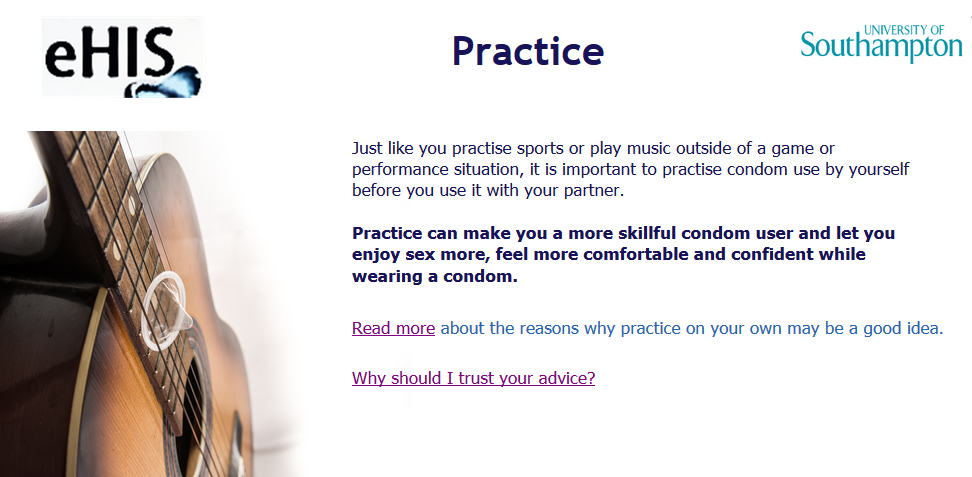 eHIS
Practice
UNIVERSITY OF
Southampton
Just like you practise sports or play music outside of a game or
performance situation, it is important to practise condom use by yourself
before you use it with your partner.
Practice can make you a more skillful condom user and let you
enjoy sex more, feel more comfortable and confident while
wearing a condom.
Read more about the reasons why practice on your own may be a good idea.
Why should I trust your advice?